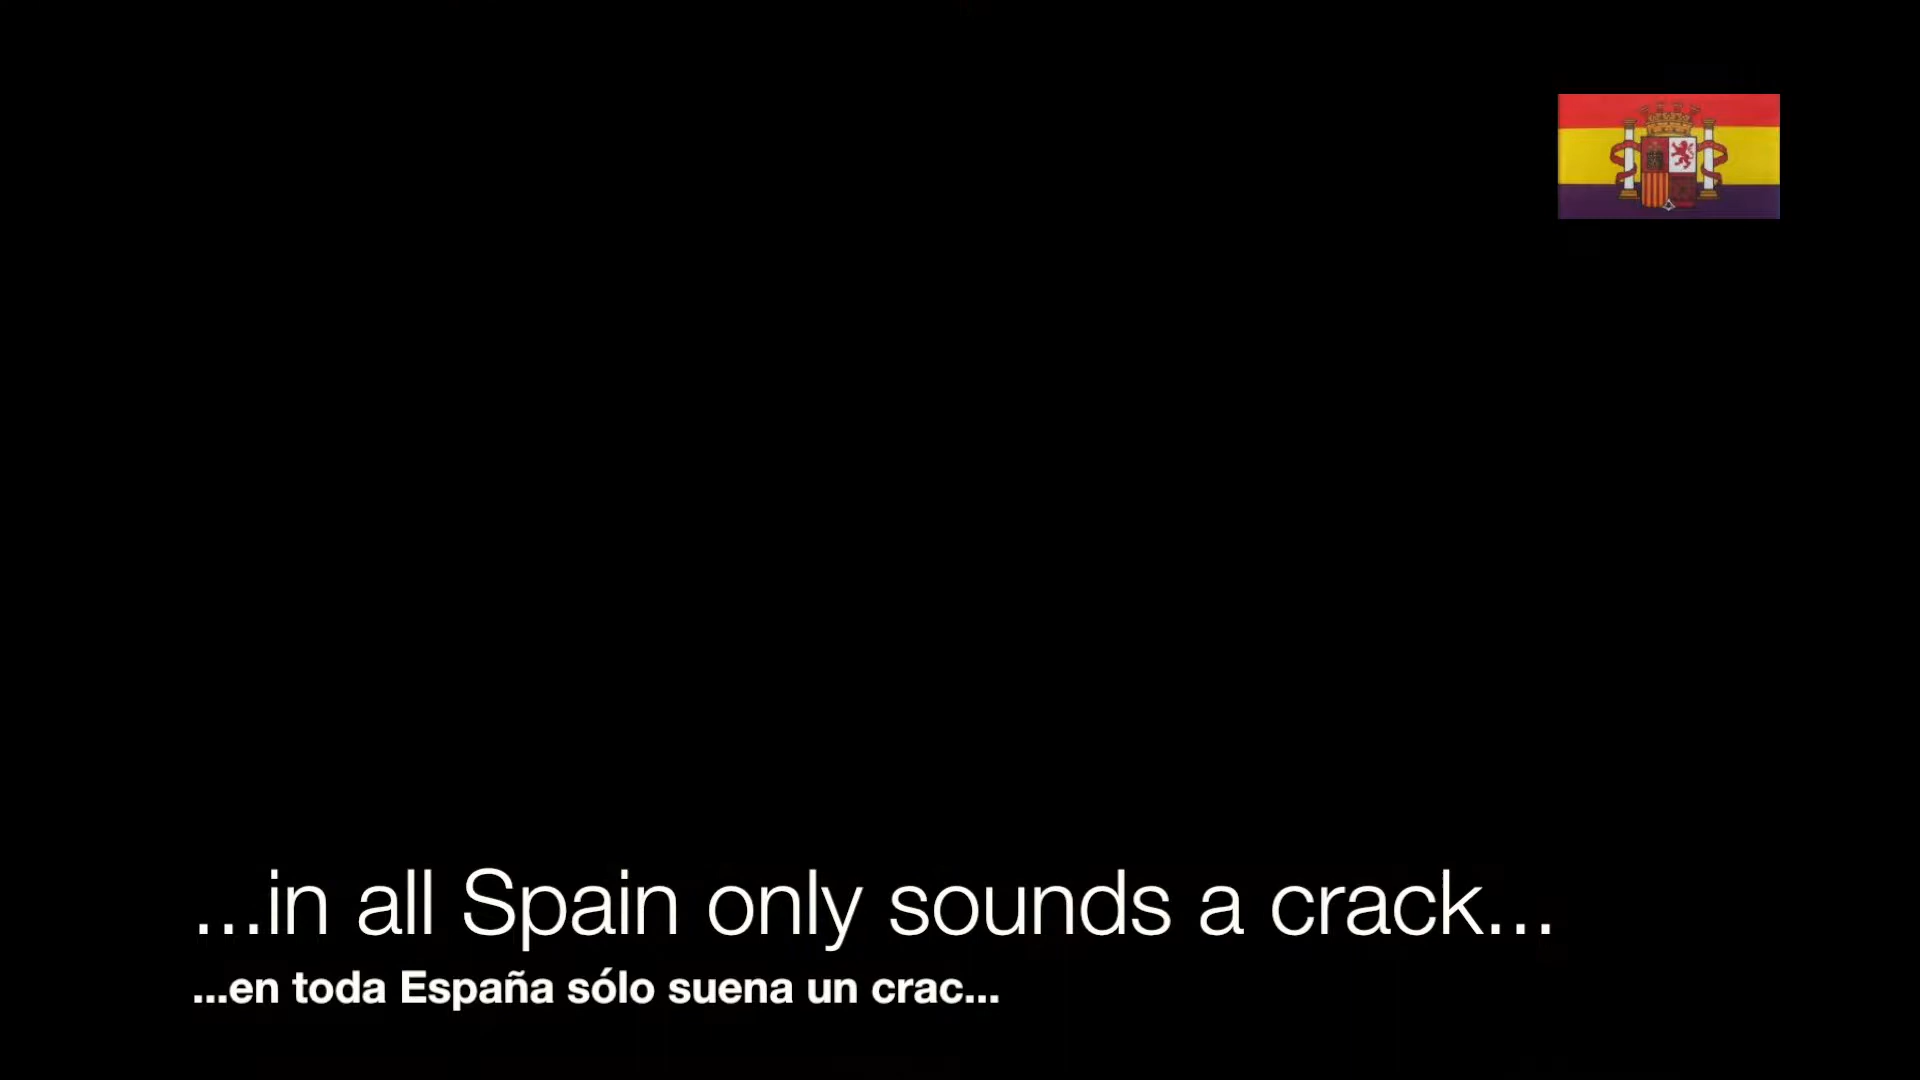 ...in all Spain only sounds a crack...
...en toda España sólo suena un crac...